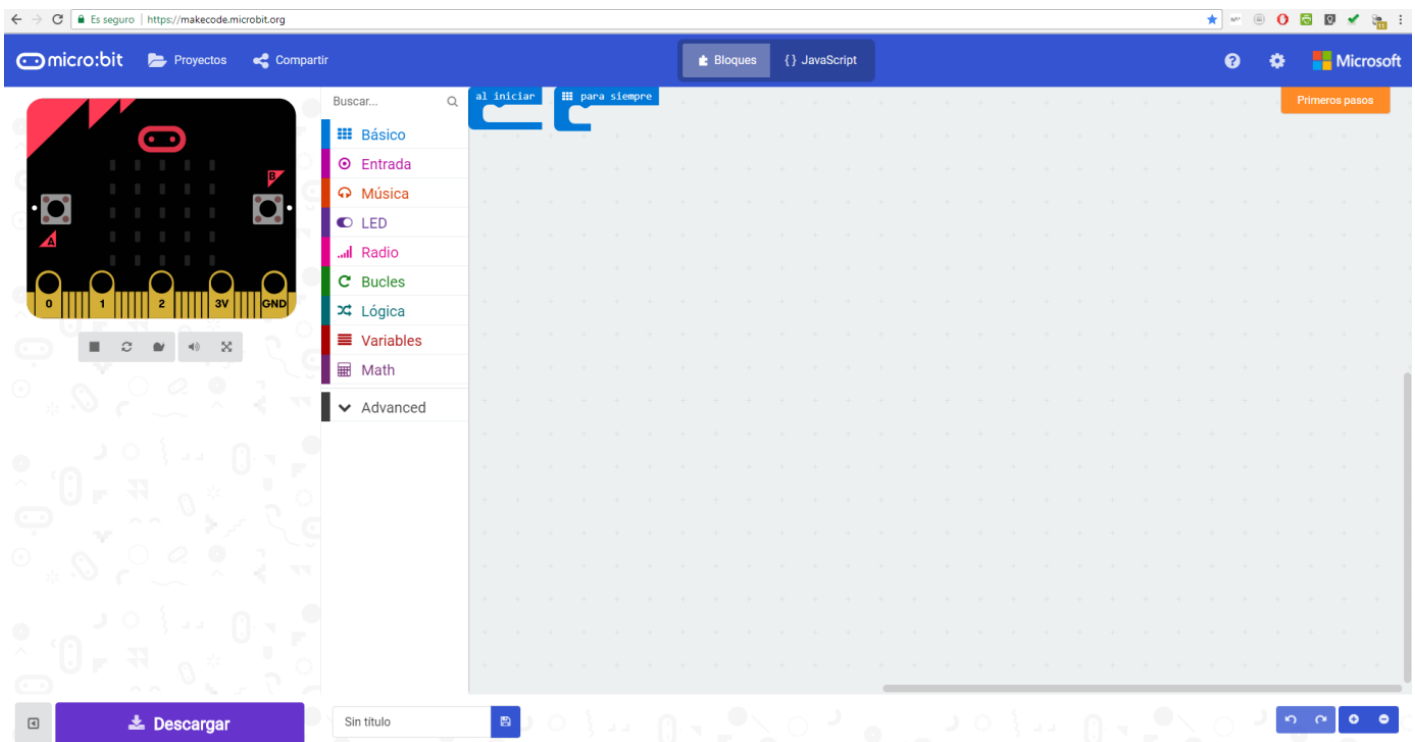 Es seguro | https://makecode.microbit.org
micro:bit Proyectos Compartir Bloques {} JavaScript Microsoft
Buscar...
al iniciar para siempre
Primeros pasos
Básico
Entrada
Música
LED
Radio
Bucles
Lógica
Variables
Math
Advanced
B
A
0 1 2 3V GND
Descargar
Sin título